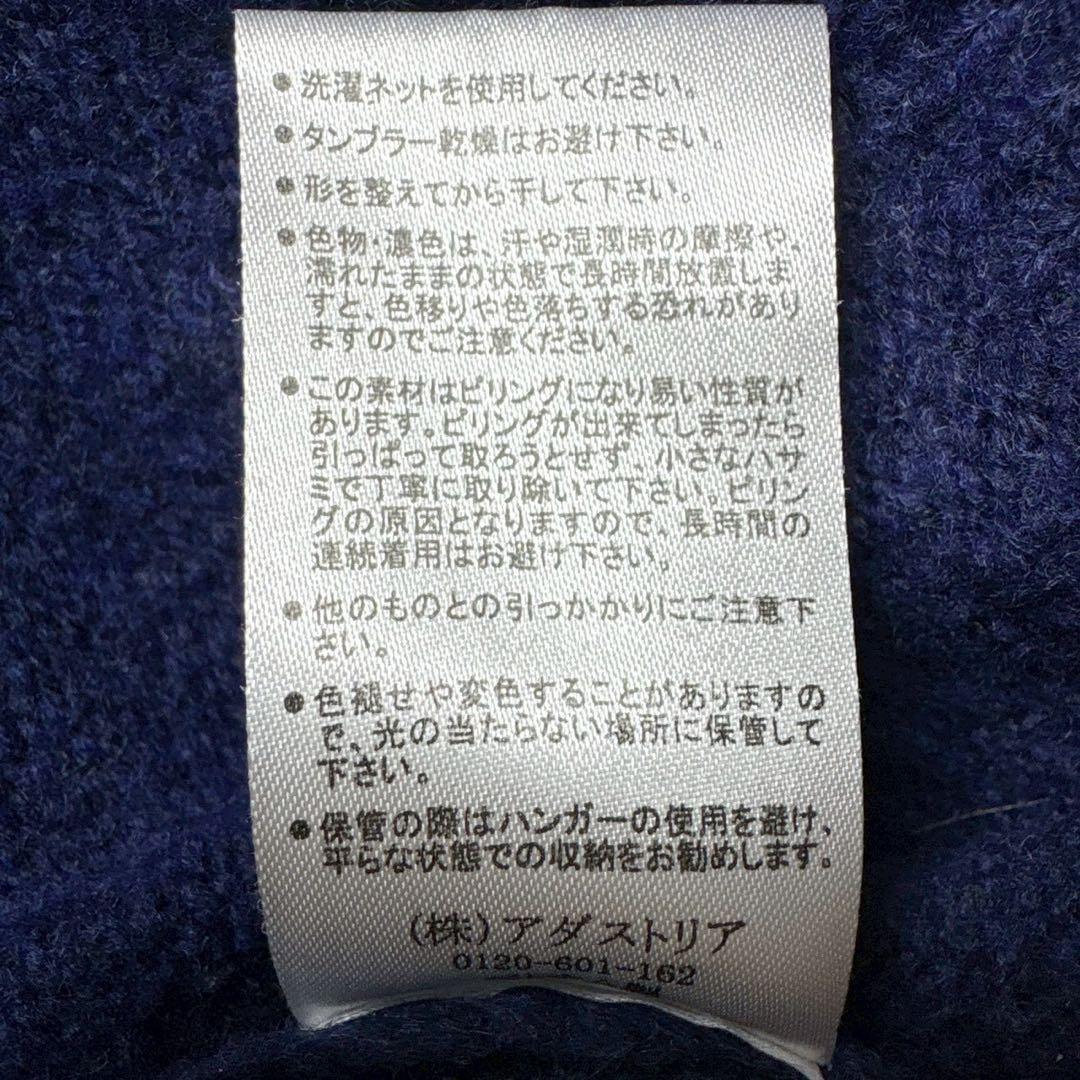 ●洗濯ネットを使用してください。
●タンブラー乾燥はお避け下さい。
●形を整えてから干して下さい。
●色物・濃色は、汗や湿潤時の摩擦や、
濡れたままの状態で長時間放置しま
すと、色移りや色落ちする恐れがあり
ますのでご注意ください。
●この素材はピリングになり易い性質が
あります。ピリングが出来てしまったら
引っぱって取ろうとせず、小さなハサ
ミで丁寧に取り除いて下さい。ピリン
グの原因となりますので、長時間の
連続着用はお避け下さい。
●他のものとの引っかかりにご注意下
さい。
●色褪せや変色することがありますの
で、光の当たらない場所に保管して
下さい。
●保管の際はハンガーの使用を避け、
平らな状態での収納をお勧めします。
(株)アダストリア
0120-601-162